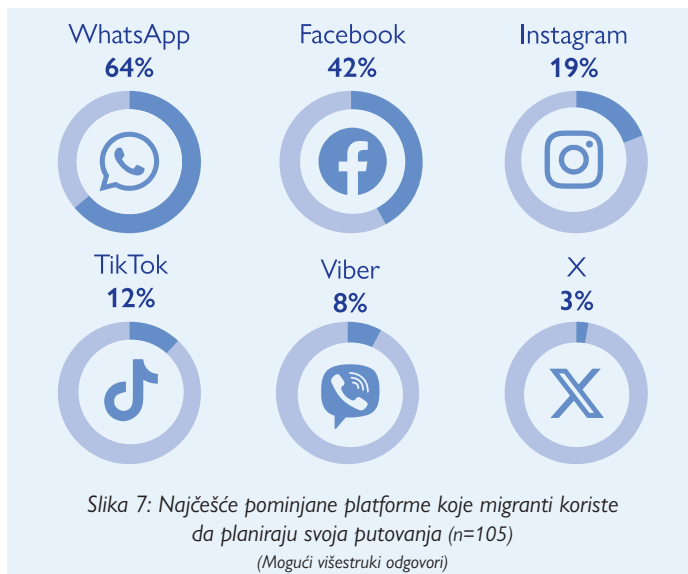 WhatsApp
64%
Facebook
42%
Instagram
19%
TikTok
12%
Viber
8%
X
3%
Slika 7: Najčešće pominjane platforme koje migranti koriste
da planiraju svoja putovanja (n=105)
(Mogući višestruki odgovori)